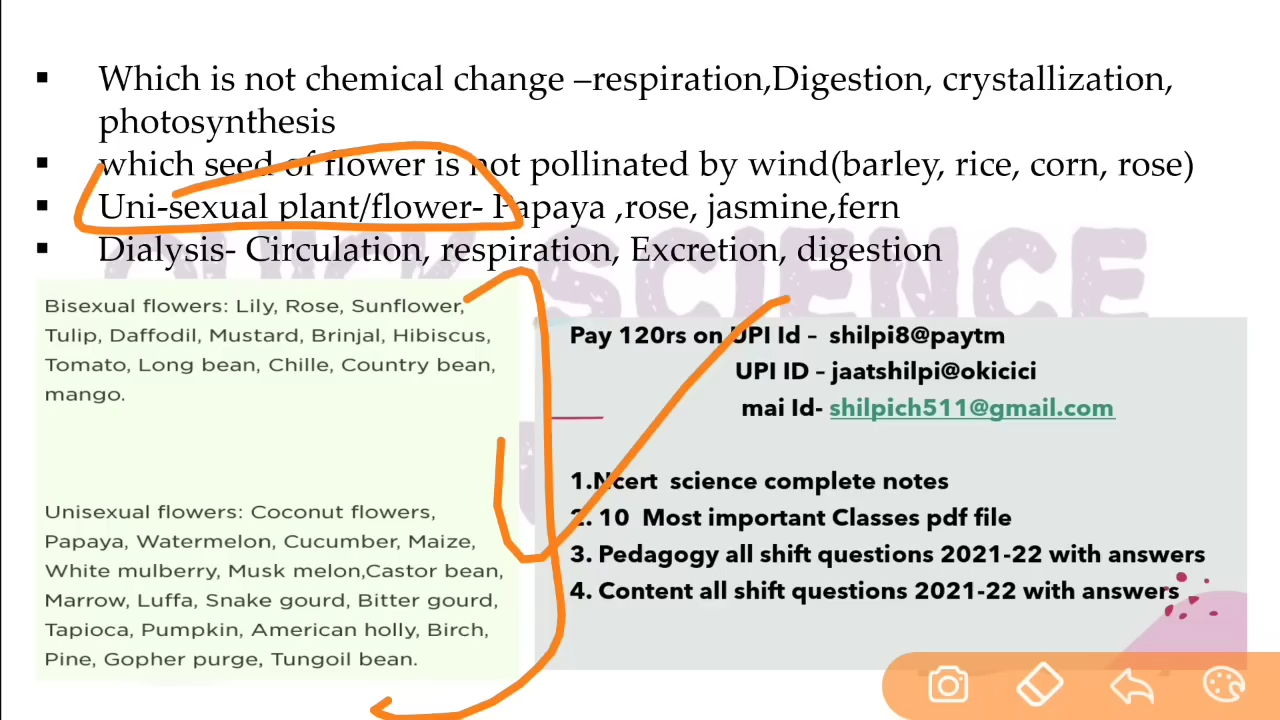 ▪ Which is not chemical change –respiration,Digestion, crystallization,
photosynthesis
▪ which seed of flower is not pollinated by wind(barley, rice, corn, rose)
▪ Uni-sexual plant/flower- Papaya ,rose, jasmine,fern
▪ Dialysis- Circulation, respiration, Excretion, digestion
SCIENCE
Bisexual flowers: Lily, Rose, Sunflower,
Tulip, Daffodil, Mustard, Brinjal, Hibiscus,
Tomato, Long bean, Chille, Country bean,
mango.
Unisexual flowers: Coconut flowers,
Papaya, Watermelon, Cucumber, Maize,
White mulberry, Musk melon,Castor bean,
Marrow, Luffa, Snake gourd, Bitter gourd,
Tapioca, Pumpkin, American holly, Birch,
Pine, Gopher purge, Tungoil bean.
Pay 120rs on UPI Id – shilpi8@paytm
UPI ID – jaatshilpi@okicici
mai Id- shilpich511@gmail.com
1.Ncert science complete notes
2. 10 Most important Classes pdf file
3. Pedagogy all shift questions 2021-22 with answers
4. Content all shift questions 2021-22 with answers